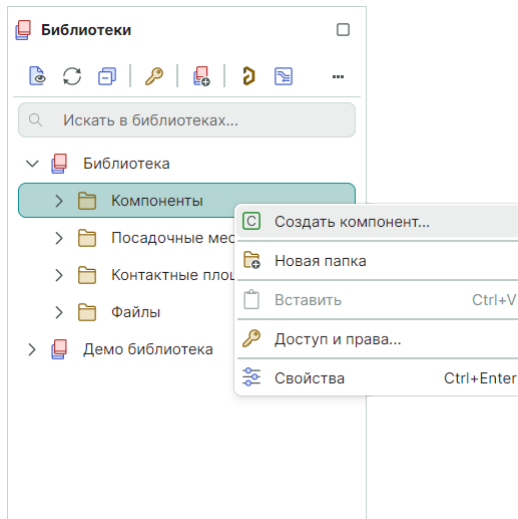 Библиотеки
Искать в библиотеках...
Библиотека
Компоненты
Создать компонент...
Посадочные мес
Новая папка
Контактные пло
Вставить Ctrl+V
Файлы
Доступ и права...
Демо библиотека
Свойства Ctrl+Enter